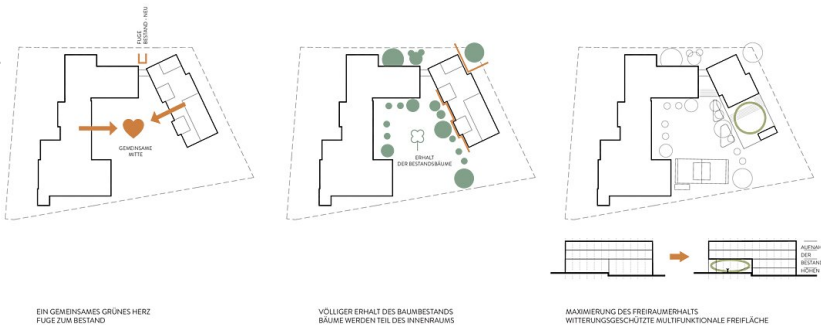 FUGE
BESTAND - NEU
GEMEINSAME
MITTE
EIN GEMEINSAMES GRÜNES HERZ
FUGE ZUM BESTAND
ERHALT
DER BESTANDSBÄUME
VÖLLIGER ERHALT DES BAUMBESTANDS
BÄUME WERDEN TEIL DES INNENRAUMS
AUFNAH
DER
BESTAND
HÖHEN
MAXIMIERUNG DES FREIRAUMERHALTS
WITTERUNGSGESCHÜTZTE MULTIFUNKTIONALE FREIFLÄCHE